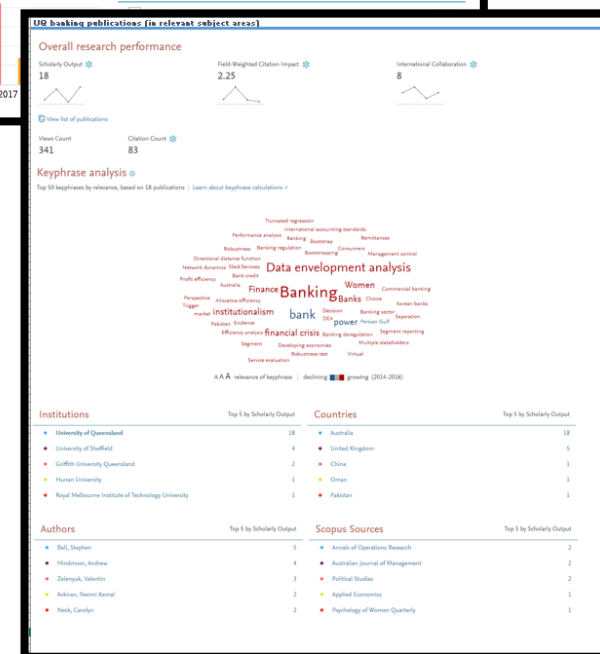 UQ banking publications (in relevant subject areas)
2017
Overall research performance
Scholarly Output
Field-Weighted Citation Impact
International Collaboration
18
2.25
8
View list of publications
Views Count
Citation Count
341
83
Keyphrase analysis
Top 50 keyphrases by relevance, based on 18 publications | Learn about keyphrase calculations
Truncated regression
International accounting standards
Performance analysis Ranking Bootstrap Remittances
Robustness Banking regulation Bootstrapping Consumers Management control
Directional distance function
Network dynamics SlackServices Data envelopment analysis
Profit efficiency Bank credit
Australia Finance Banking Women Commercial banking
Perspective Allocative efficiency Banks Choice Korean banks
Trigger
market institutionalism bank Decision Banking sector Separation
Pakistan Evidence DEA power Persian Gulf
Efficiency analysis financial crisis Banking deregulation Segment reporting
Segment Developing economies Multiple stakeholders
Robustness test Virtual
Service evaluation
A A A relevance of keyphrase | declining growing (2014-2016)
Institutions Top 5 by Scholarly Output
University of Queensland 18
University of Sheffield 4
Griffith University Queensland 2
Hunan University 1
Royal Melbourne Institute of Technology University 1
Countries Top 5 by Scholarly Output
Australia 18
United Kingdom 5
China 1
Oman 1
Pakistan 1
Authors Top 5 by Scholarly Output
Bell, Stephen 5
Hindmoor, Andrew 4
Zelenyuk, Valentin 3
Avkiran, Necmi Kemal 2
Neck, Carolyn 2
Scopus Sources Top 5 by Scholarly Output
Annals of Operations Research 2
Australian Journal of Management 2
Political Studies 2
Applied Economics 1
Psychology of Women Quarterly 1